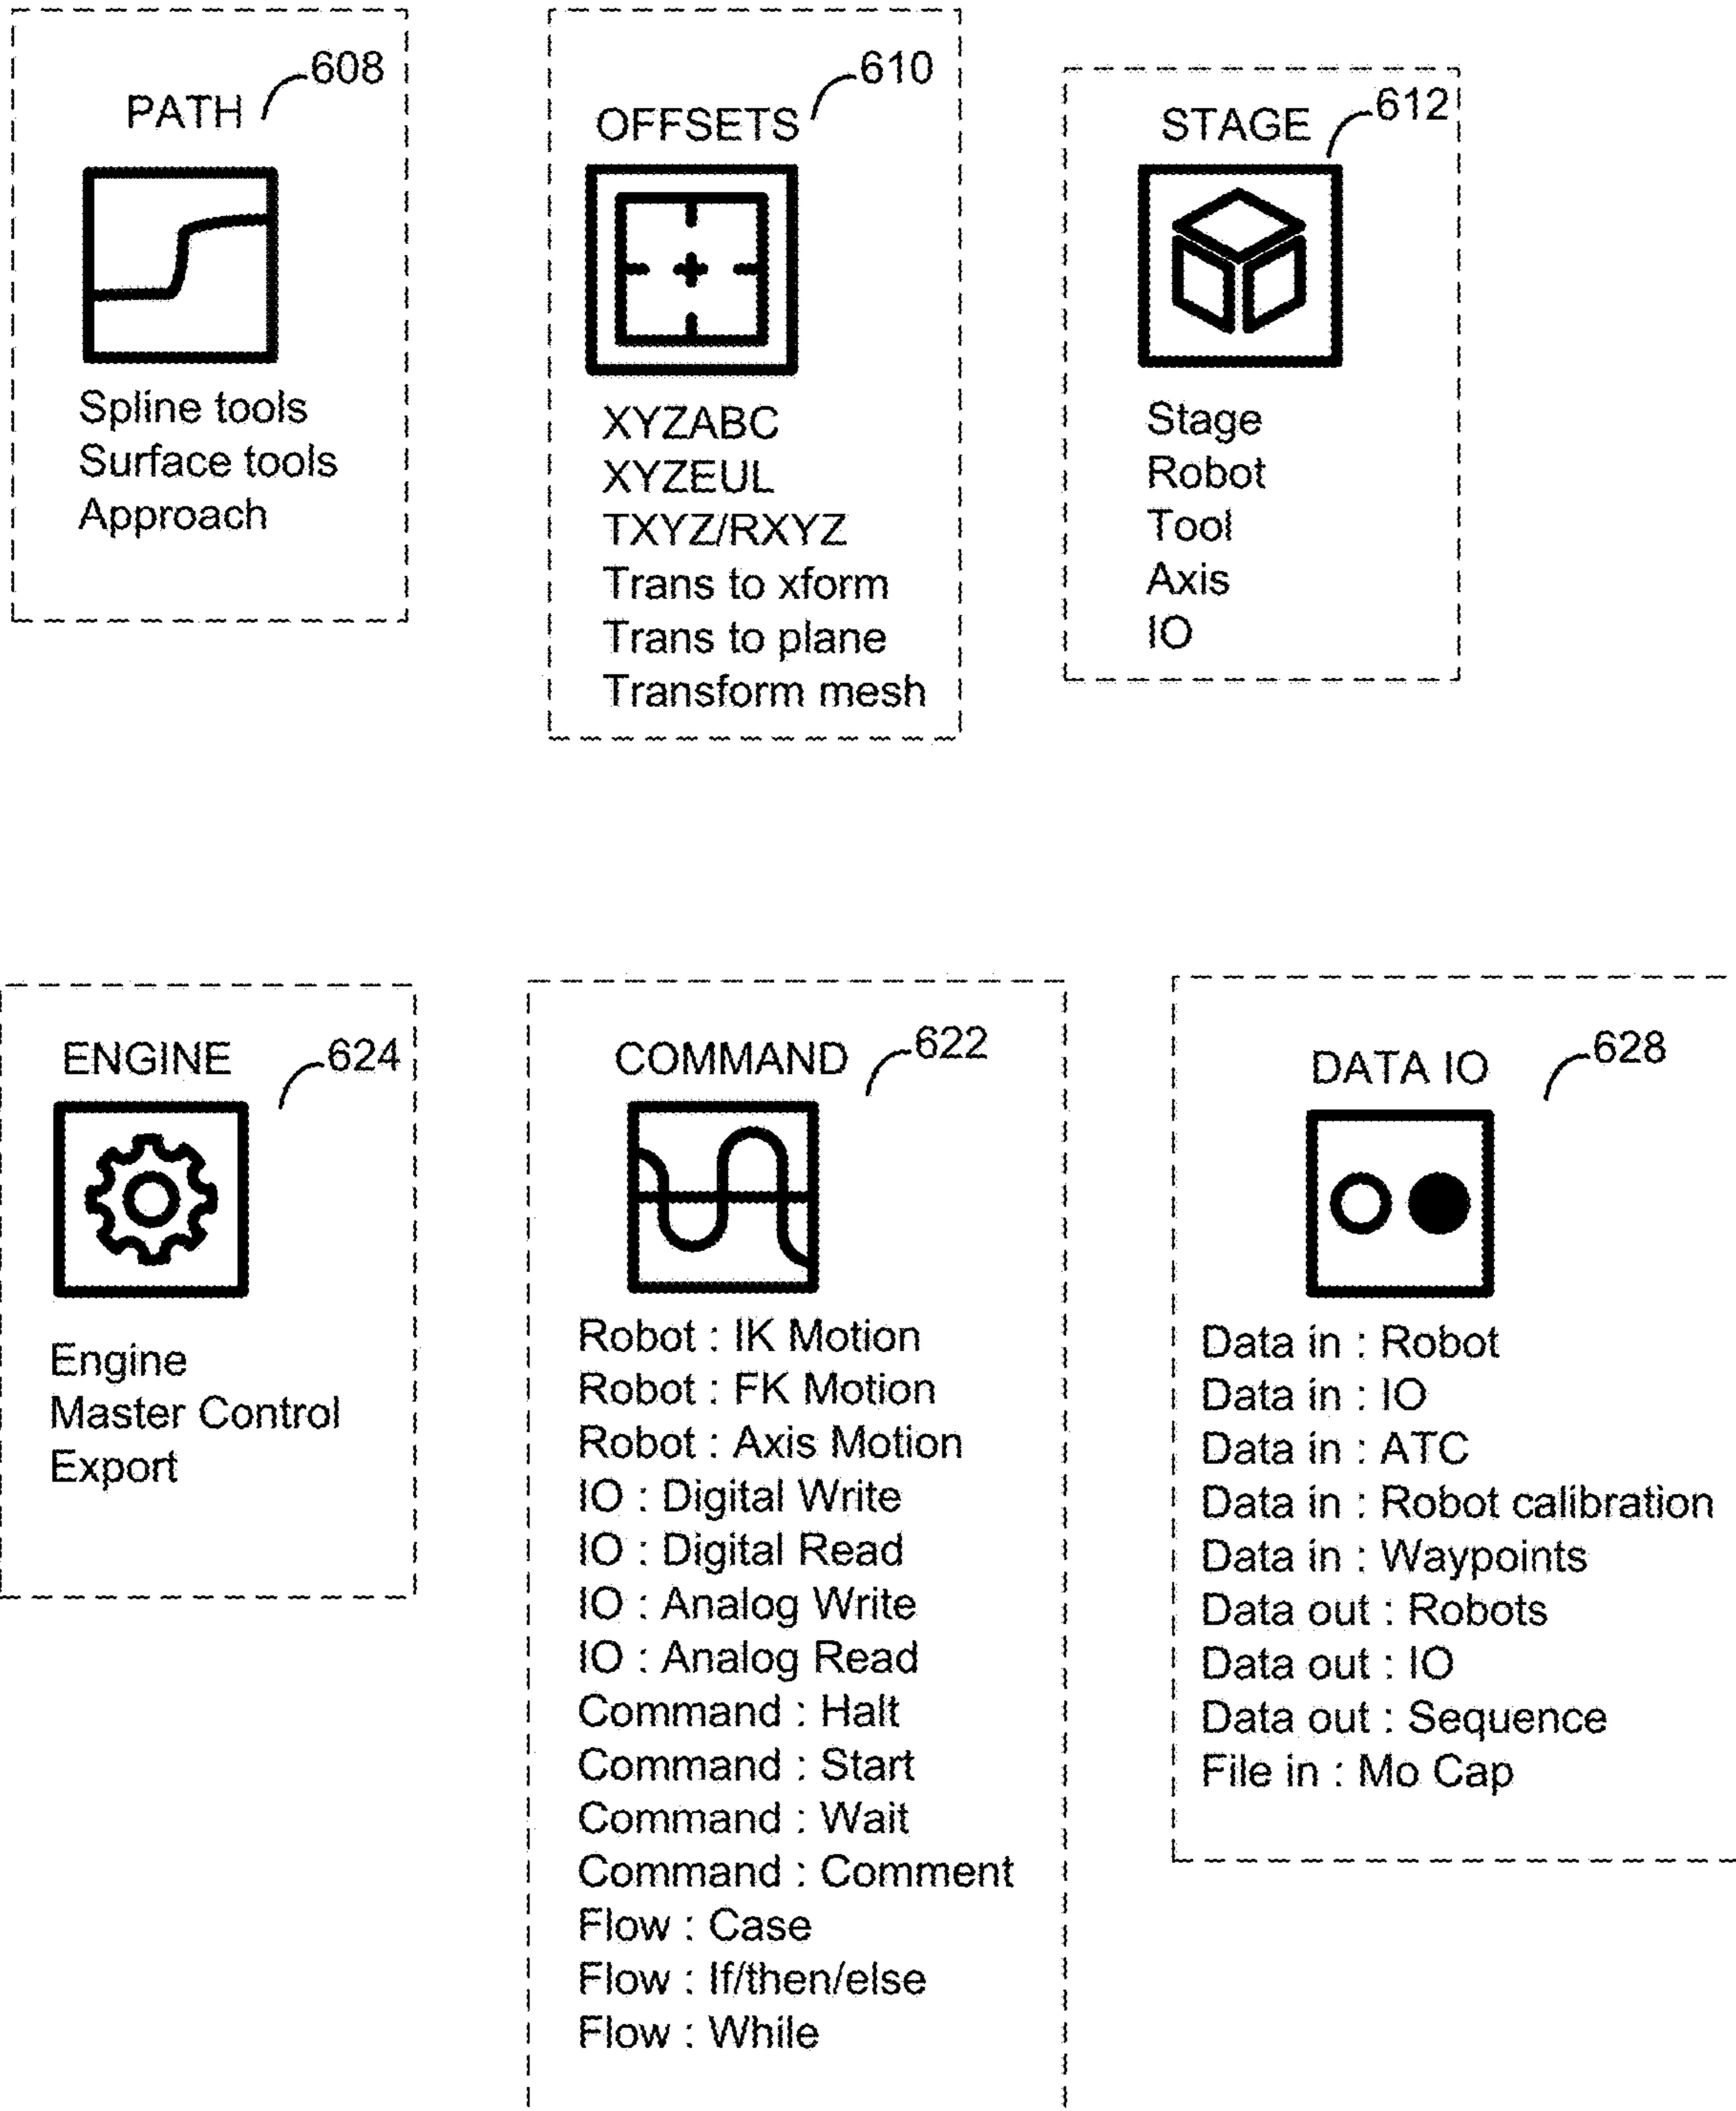 PATH
608
Spline tools
Surface tools
Approach
OFFSETS
610
XYZABC
XYZEUL
TXYZ/RXYZ
Trans to xform
Trans to plane
Transform mesh
STAGE
612
Stage
Robot
Tool
Axis
IO
ENGINE
624
Engine
Master Control
Export
COMMAND
622
Robot : IK Motion
Robot : FK Motion
Robot : Axis Motion
IO : Digital Write
IO : Digital Read
IO : Analog Write
IO : Analog Read
Command : Halt
Command : Start
Command : Wait
Command : Comment
Flow : Case
Flow : If/then/else
Flow : While
DATA IO
628
Data in : Robot
Data in : IO
Data in : ATC
Data in : Robot calibration
Data in : Waypoints
Data out : Robots
Data out : IO
Data out : Sequence
File in : Mo Cap